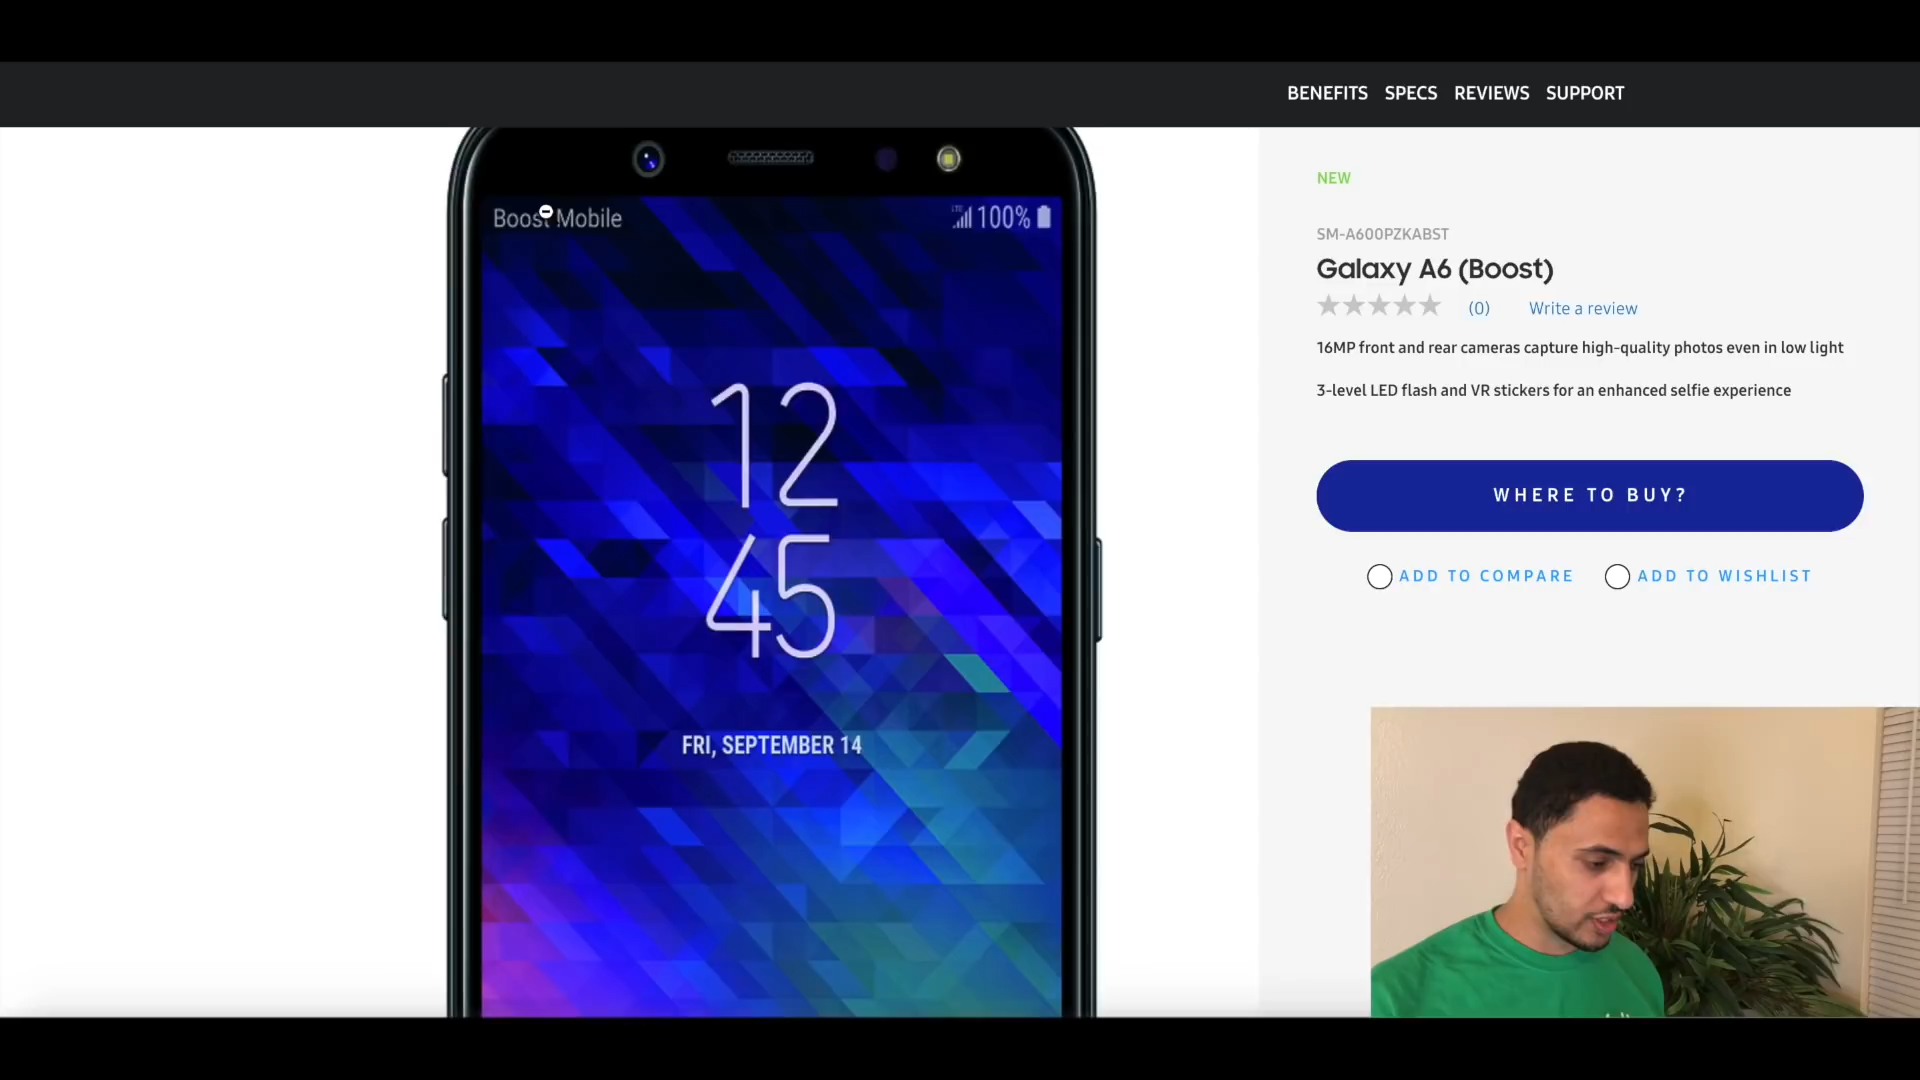 BENEFITS SPECS REVIEWS SUPPORT
Boost Mobile
LTE 100%
12
45
FRI, SEPTEMBER 14
NEW
SM-A600PZKABST
Galaxy A6 (Boost)
(0) Write a review
16MP front and rear cameras capture high-quality photos even in low light
3-level LED flash and VR stickers for an enhanced selfie experience
WHERE TO BUY?
ADD TO COMPARE ADD TO WISHLIST